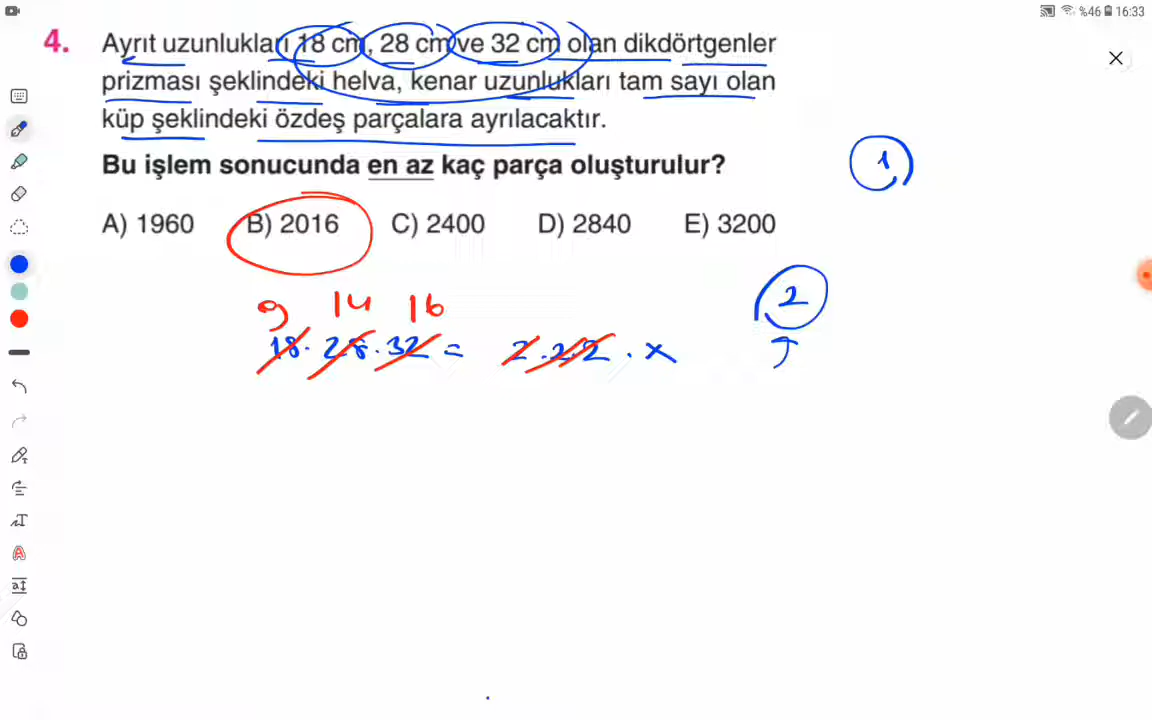 %46 16:33
4. Ayrıt uzunlukları 18 cm, 28 cm ve 32 cm olan dikdörtgenler
prizması şeklindeki helva, kenar uzunlukları tam sayı olan
küp şeklindeki özdeş parçalara ayrılacaktır.
Bu işlem sonucunda en az kaç parça oluşturulur?
1
A) 1960 B) 2016 C) 2400 D) 2840 E) 3200
9 14 16 2
18 . 28 . 32 = 2 . 2 . 2 . x